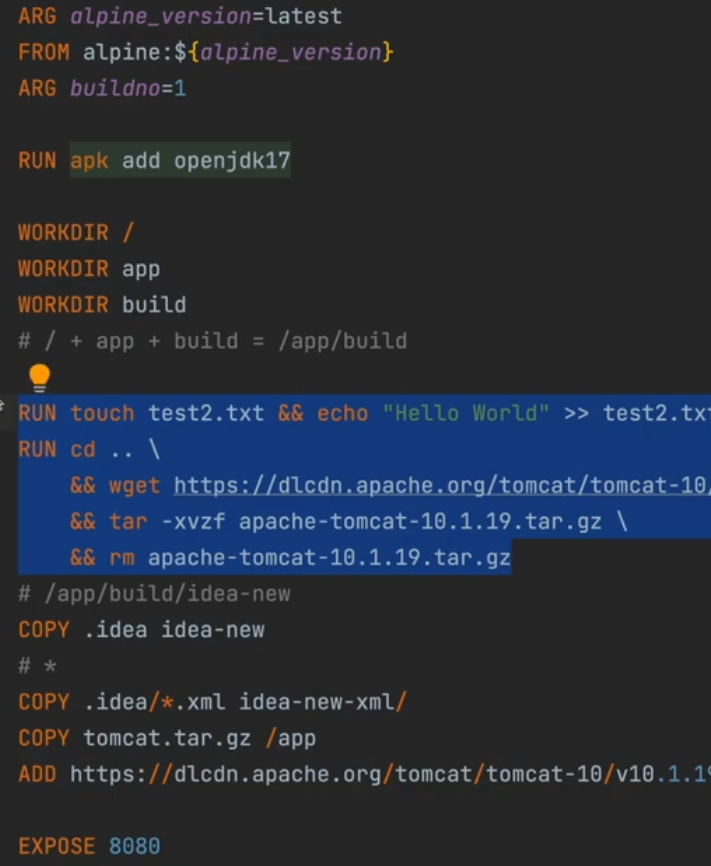 ARG alpine_version=latest
FROM alpine:${alpine_version}
ARG buildno=1
RUN apk add openjdk17
WORKDIR /
WORKDIR app
WORKDIR build
# / + app + build = /app/build
RUN touch test2.txt && echo "Hello World" >> test2.txt
RUN cd .. \
&& wget https://dlcdn.apache.org/tomcat/tomcat-10/
&& tar -xvzf apache-tomcat-10.1.19.tar.gz \
&& rm apache-tomcat-10.1.19.tar.gz
# /app/build/idea-new
COPY .idea idea-new
# *
COPY .idea/*.xml idea-new-xml/
COPY tomcat.tar.gz /app
ADD https://dlcdn.apache.org/tomcat/tomcat-10/v10.1.19
EXPOSE 8080